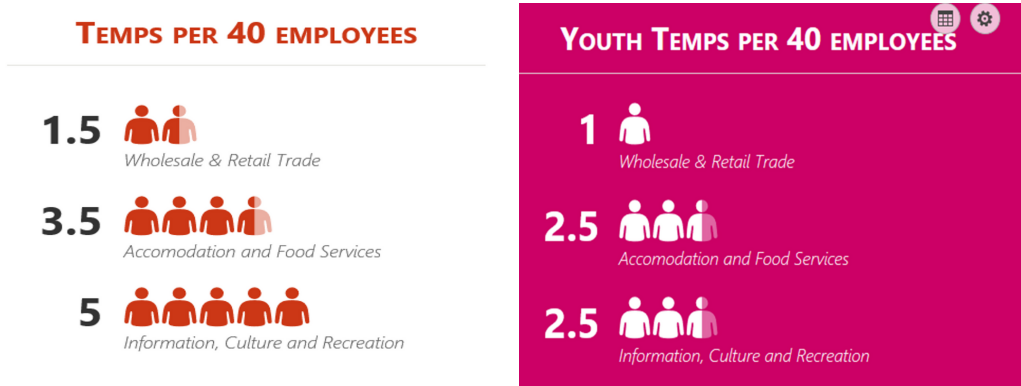 TEMPS PER 40 EMPLOYEES
1.5
Wholesale & Retail Trade
3.5
Accomodation and Food Services
5
Information, Culture and Recreation
YOUTH TEMPS PER 40 EMPLOYEES
1
Wholesale & Retail Trade
2.5
Accomodation and Food Services
2.5
Information, Culture and Recreation